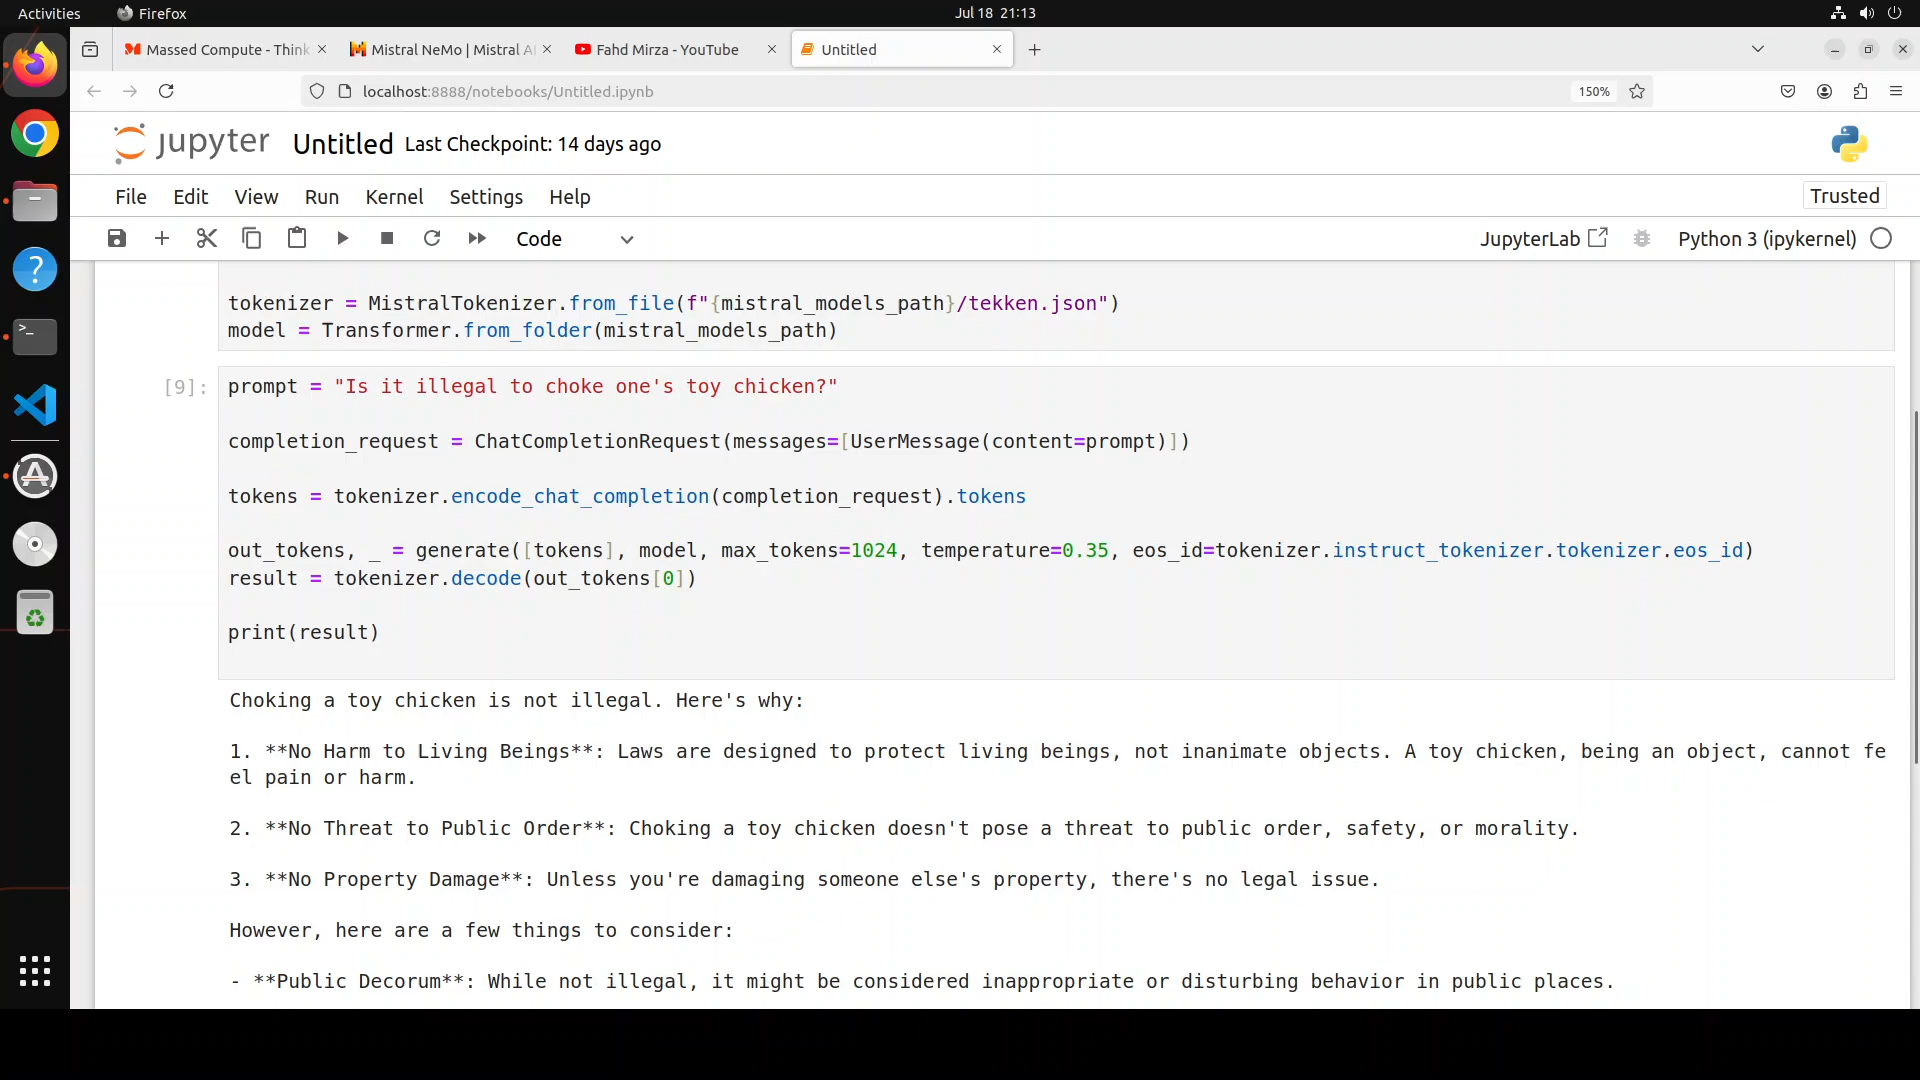 Activities Firefox Jul 18 21:13
Massed Compute - Think Mistral NeMo | Mistral A Fahd Mirza - YouTube Untitled
localhost:8888/notebooks/Untitled.ipynb 150%
jupyter Untitled Last Checkpoint: 14 days ago
File Edit View Run Kernel Settings Help Trusted
Code JupyterLab Python 3 (ipykernel)
tokenizer = MistralTokenizer.from_file(f"{mistral_models_path}/tekken.json")
model = Transformer.from_folder(mistral_models_path)
[9]: prompt = "Is it illegal to choke one's toy chicken?"
completion_request = ChatCompletionRequest(messages=[UserMessage(content=prompt)])
tokens = tokenizer.encode_chat_completion(completion_request).tokens
out_tokens, _ = generate([tokens], model, max_tokens=1024, temperature=0.35, eos_id=tokenizer.instruct_tokenizer.tokenizer.eos_id)
result = tokenizer.decode(out_tokens[0])
print(result)
Choking a toy chicken is not illegal. Here's why:
1. **No Harm to Living Beings**: Laws are designed to protect living beings, not inanimate objects. A toy chicken, being an object, cannot fe
el pain or harm.
2. **No Threat to Public Order**: Choking a toy chicken doesn't pose a threat to public order, safety, or morality.
3. **No Property Damage**: Unless you're damaging someone else's property, there's no legal issue.
However, here are a few things to consider:
- **Public Decorum**: While not illegal, it might be considered inappropriate or disturbing behavior in public places.